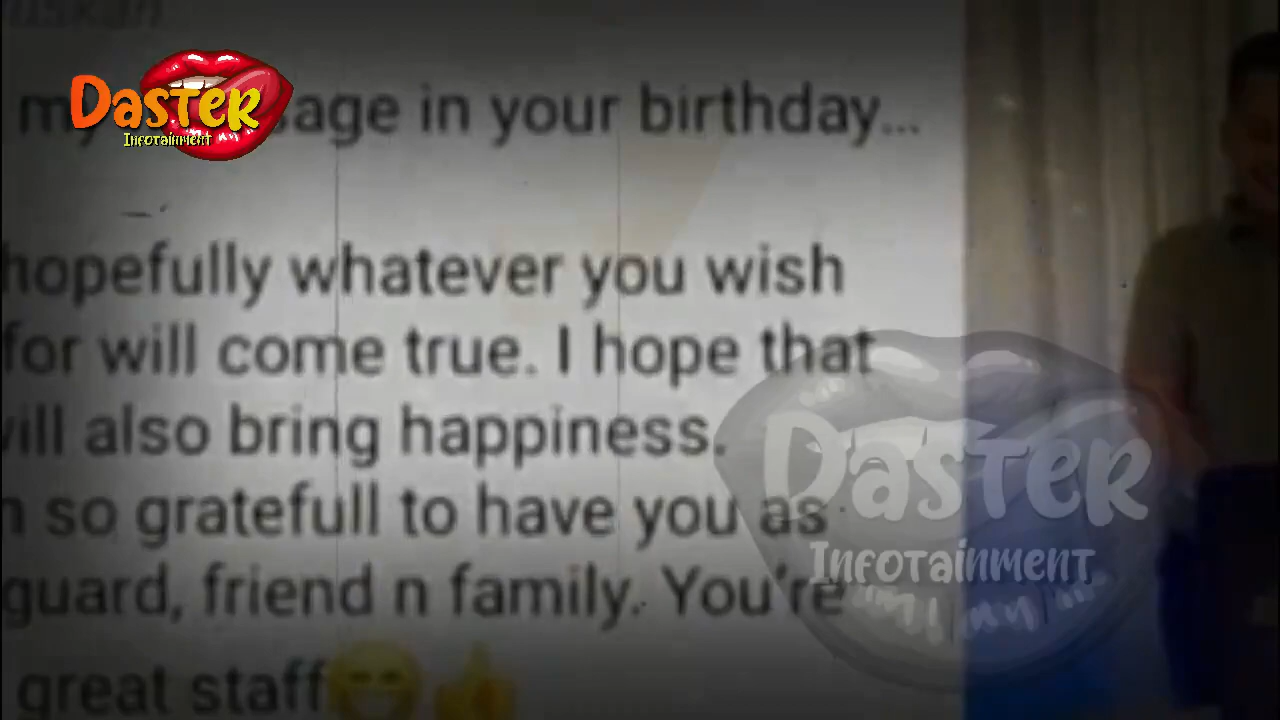 Daster
Infotainment
age in your birthday...
hopefully whatever you wish
for will come true. I hope that
will also bring happiness.
so gratefull to have you as
guard, friend n family. You're
great staff😁👍
Daster
Infotainment